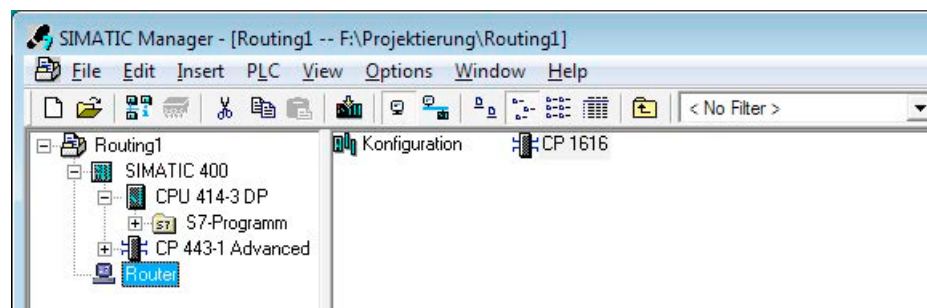 SIMATIC Manager - [Routing1 -- F:\Projektierung\Routing1]
File Edit Insert PLC View Options Window Help
< No Filter >
Routing1
SIMATIC 400
CPU 414-3 DP
S7 S7-Programm
CP 443-1 Advanced
Router
Konfiguration CP 1616